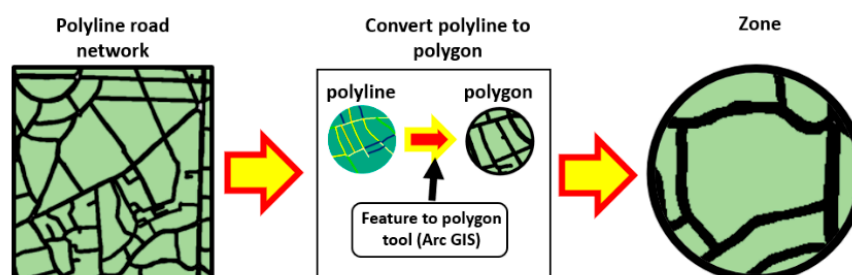 Polyline road
network
Convert polyline to
polygon
polyline
polygon
Feature to polygon
tool (Arc GIS)
Zone